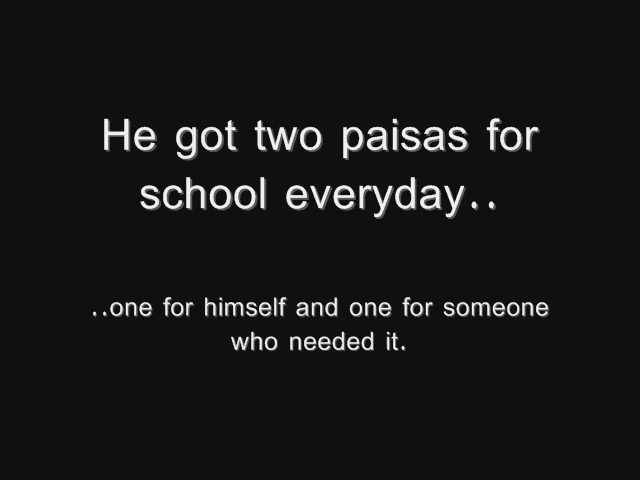 He got two paisas for
school everyday..
..one for himself and one for someone
who needed it.